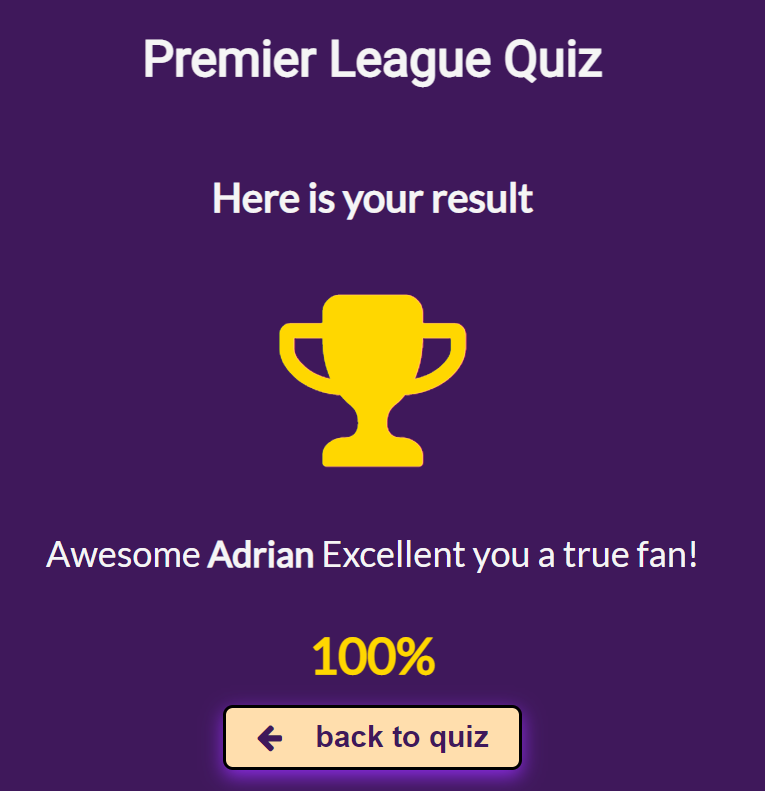 Premier League Quiz
Here is your result
Awesome Adrian Excellent you a true fan!
100%
back to quiz